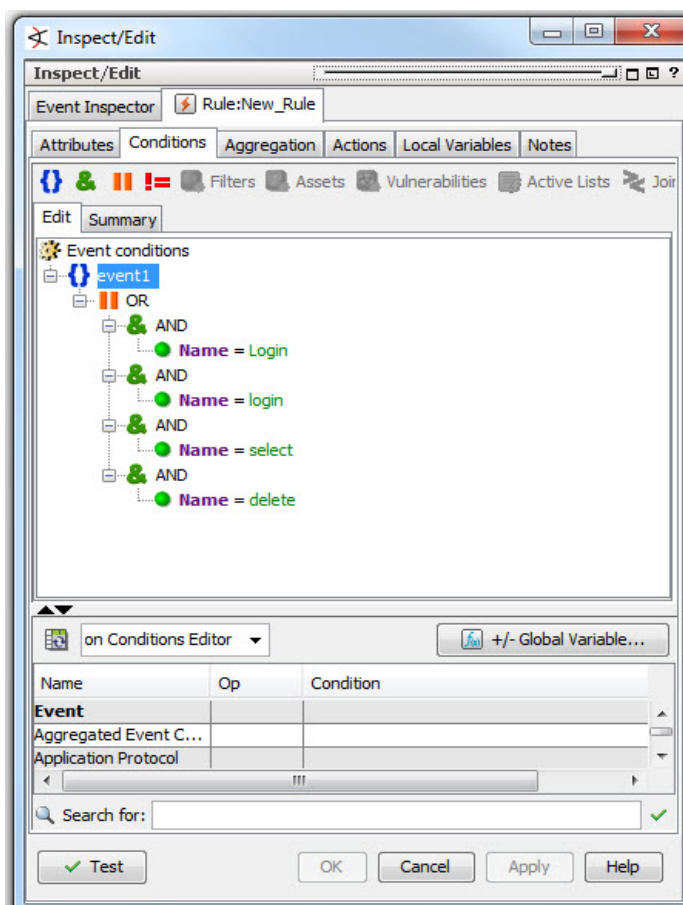 Inspect/Edit
Inspect/Edit ?
Event Inspector Rule:New_Rule
Attributes Conditions Aggregation Actions Local Variables Notes
{} & || != Filters Assets Vulnerabilities Active Lists Join
Edit Summary
Event conditions
{} event1
|| OR
& AND
Name = Login
& AND
Name = login
& AND
Name = select
& AND
Name = delete
on Conditions Editor f(x) +/- Global Variable...
Name Op Condition
Event
Aggregated Event C...
Application Protocol
Search for:
Test OK Cancel Apply Help